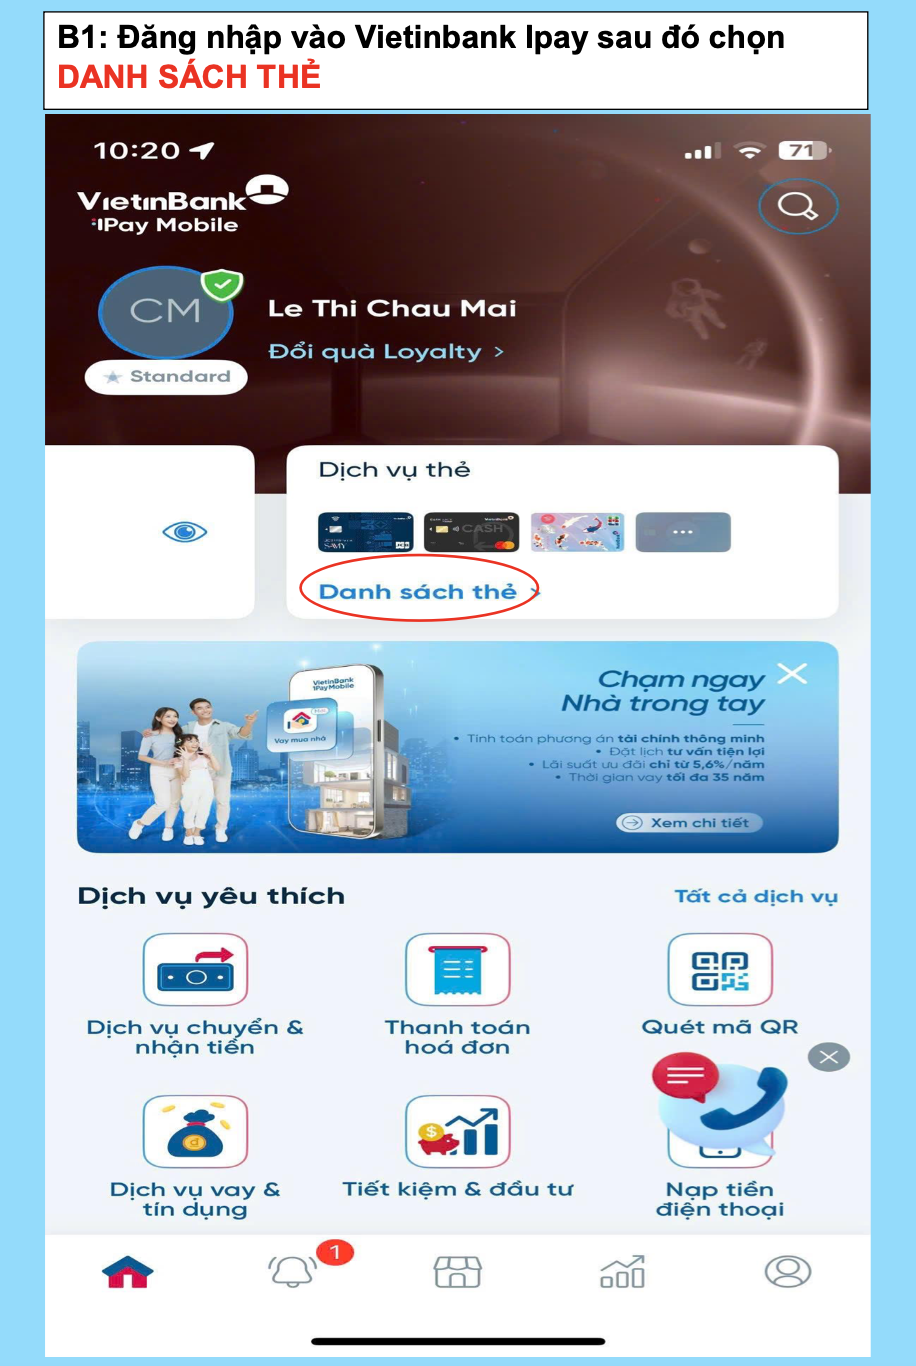 B1: Đăng nhập vào Vietinbank Ipay sau đó chọn
DANH SÁCH THẺ
10:20
71
VietinBank
iPay Mobile
CM
Le Thi Chau Mai
Đổi quà Loyalty >
Standard
Dịch vụ thẻ
CASH
Danh sách thẻ >
VietinBank
iPay Mobile
Vay mua nhà
Chạm ngay
Nhà trong tay
• Tính toán phương án tài chính thông minh
• Đặt lịch tư vấn tiện lợi
• Lãi suất ưu đãi chỉ từ 5,6%/năm
• Thời gian vay tối đa 35 năm
Xem chi tiết
Dịch vụ yêu thích
Tất cả dịch vụ
Dịch vụ chuyển &
nhận tiền
Thanh toán
hoá đơn
Quét mã QR
Dịch vụ vay &
tín dụng
Tiết kiệm & đầu tư
Nạp tiền
điện thoại
1